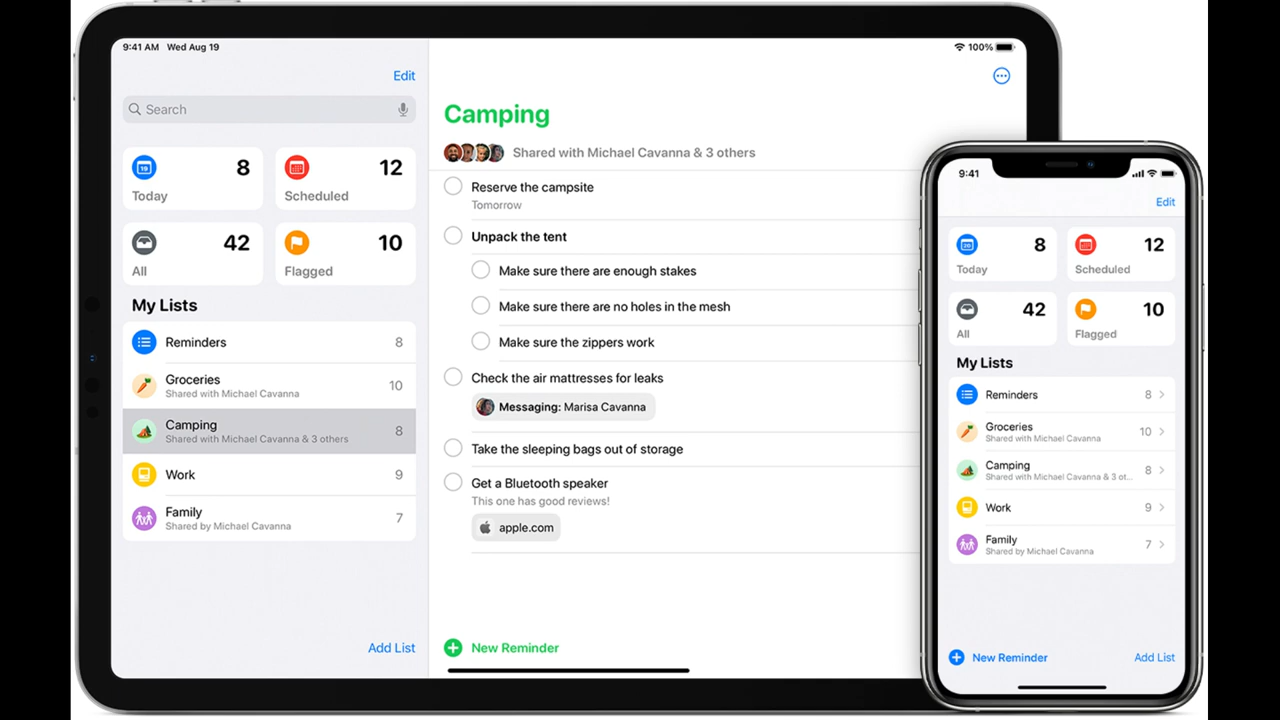 9:41 AM Wed Aug 19
100%
Edit
Search
8
Today
12
Scheduled
42
All
10
Flagged
My Lists
Reminders 8
Groceries 10
Shared with Michael Cavanna
Camping 8
Shared with Michael Cavanna & 3 others
Work 9
Family 7
Shared by Michael Cavanna
Add List
Camping
Shared with Michael Cavanna & 3 others
Reserve the campsite
Tomorrow
Unpack the tent
Make sure there are enough stakes
Make sure there are no holes in the mesh
Make sure the zippers work
Check the air mattresses for leaks
Messaging: Marisa Cavanna
Take the sleeping bags out of storage
Get a Bluetooth speaker
This one has good reviews!
apple.com
New Reminder
9:41
Edit
8
Today
12
Scheduled
42
All
10
Flagged
My Lists
Reminders 8
Groceries 10
Shared with Michael Cavanna
Camping 8
Shared with Michael Cavanna & 3 ot...
Work 9
Family 7
Shared by Michael Cavanna
New Reminder Add List